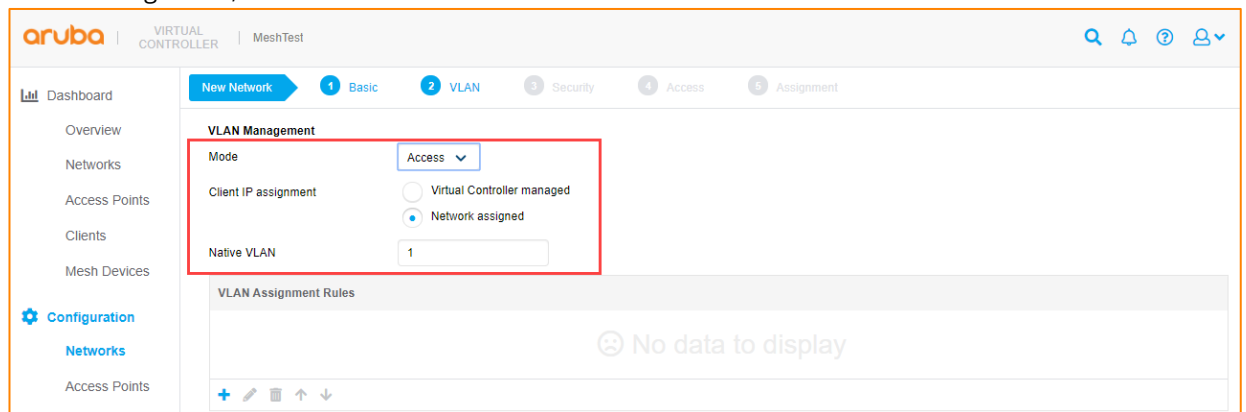 aruba VIRTUAL CONTROLLER MeshTest
New Network 1 Basic 2 VLAN 3 Security 4 Access 5 Assignment
Dashboard
Overview
Networks
Access Points
Clients
Mesh Devices
Configuration
Networks
Access Points
VLAN Management
Mode Access
Client IP assignment Virtual Controller managed
Network assigned
Native VLAN 1
VLAN Assignment Rules
No data to display